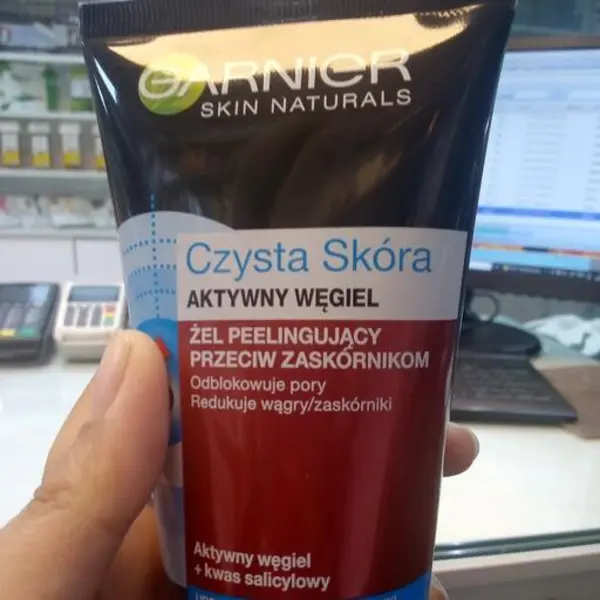 GARNIER
SKIN NATURALS
Czysta Skóra
AKTYWNY WĘGIEL
ŻEL PEELINGUJĄCY
PRZECIW ZASKÓRNIKOM
Odblokowuje pory
Redukuje wągry/zaskórniki
Aktywny węgiel
+ kwas salicylowy